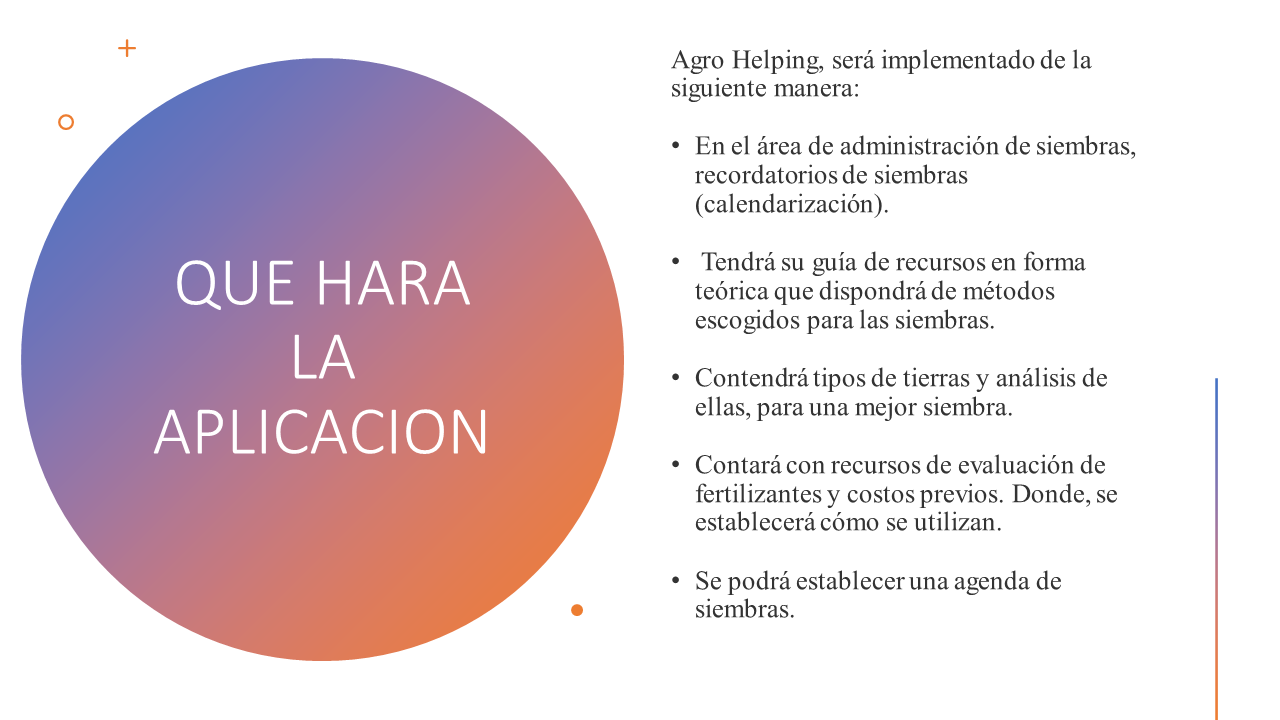 QUE HARA
LA
APLICACION
Agro Helping, será implementado de la
siguiente manera:
• En el área de administración de siembras,
recordatorios de siembras
(calendarización).
• Tendrá su guía de recursos en forma
teórica que dispondrá de métodos
escogidos para las siembras.
• Contendrá tipos de tierras y análisis de
ellas, para una mejor siembra.
• Contará con recursos de evaluación de
fertilizantes y costos previos. Donde, se
establecerá cómo se utilizan.
• Se podrá establecer una agenda de
siembras.